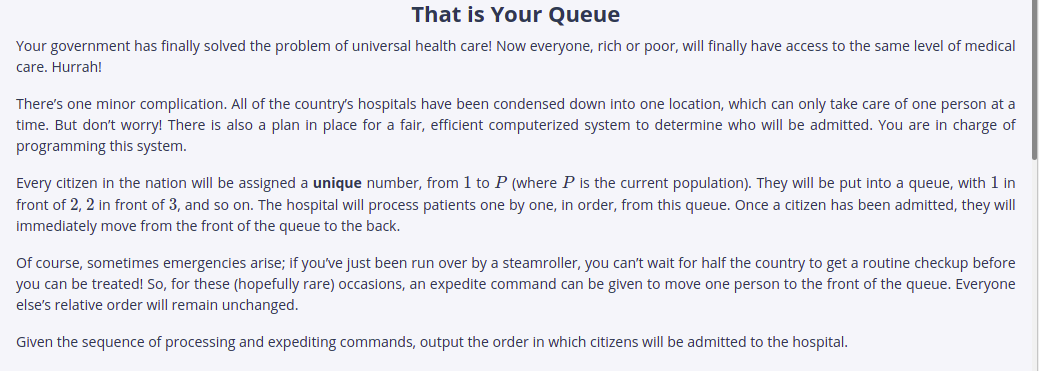 That is Your Queue
Your government has finally solved the problem of universal health care! Now everyone, rich or poor, will finally have access to the same level of medical
care. Hurrah!
There's one minor complication. All of the country's hospitals have been condensed down into one location, which can only take care of one person at a
time. But don't worry! There is also a plan in place for a fair, efficient computerized system to determine who will be admitted. You are in charge of
programming this system.
Every citizen in the nation will be assigned a unique number, from 1 to P (where P is the current population). They will be put into a queue, with 1 in
front of 2, 2 in front of 3, and so on. The hospital will process patients one by one, in order, from this queue. Once a citizen has been admitted, they will
immediately move from the front of the queue to the back.
Of course, sometimes emergencies arise; if you've just been run over by a steamroller, you can't wait for half the country to get a routine checkup before
you can be treated! So, for these (hopefully rare) occasions, an expedite command can be given to move one person to the front of the queue. Everyone
else's relative order will remain unchanged.
Given the sequence of processing and expediting commands, output the order in which citizens will be admitted to the hospital.